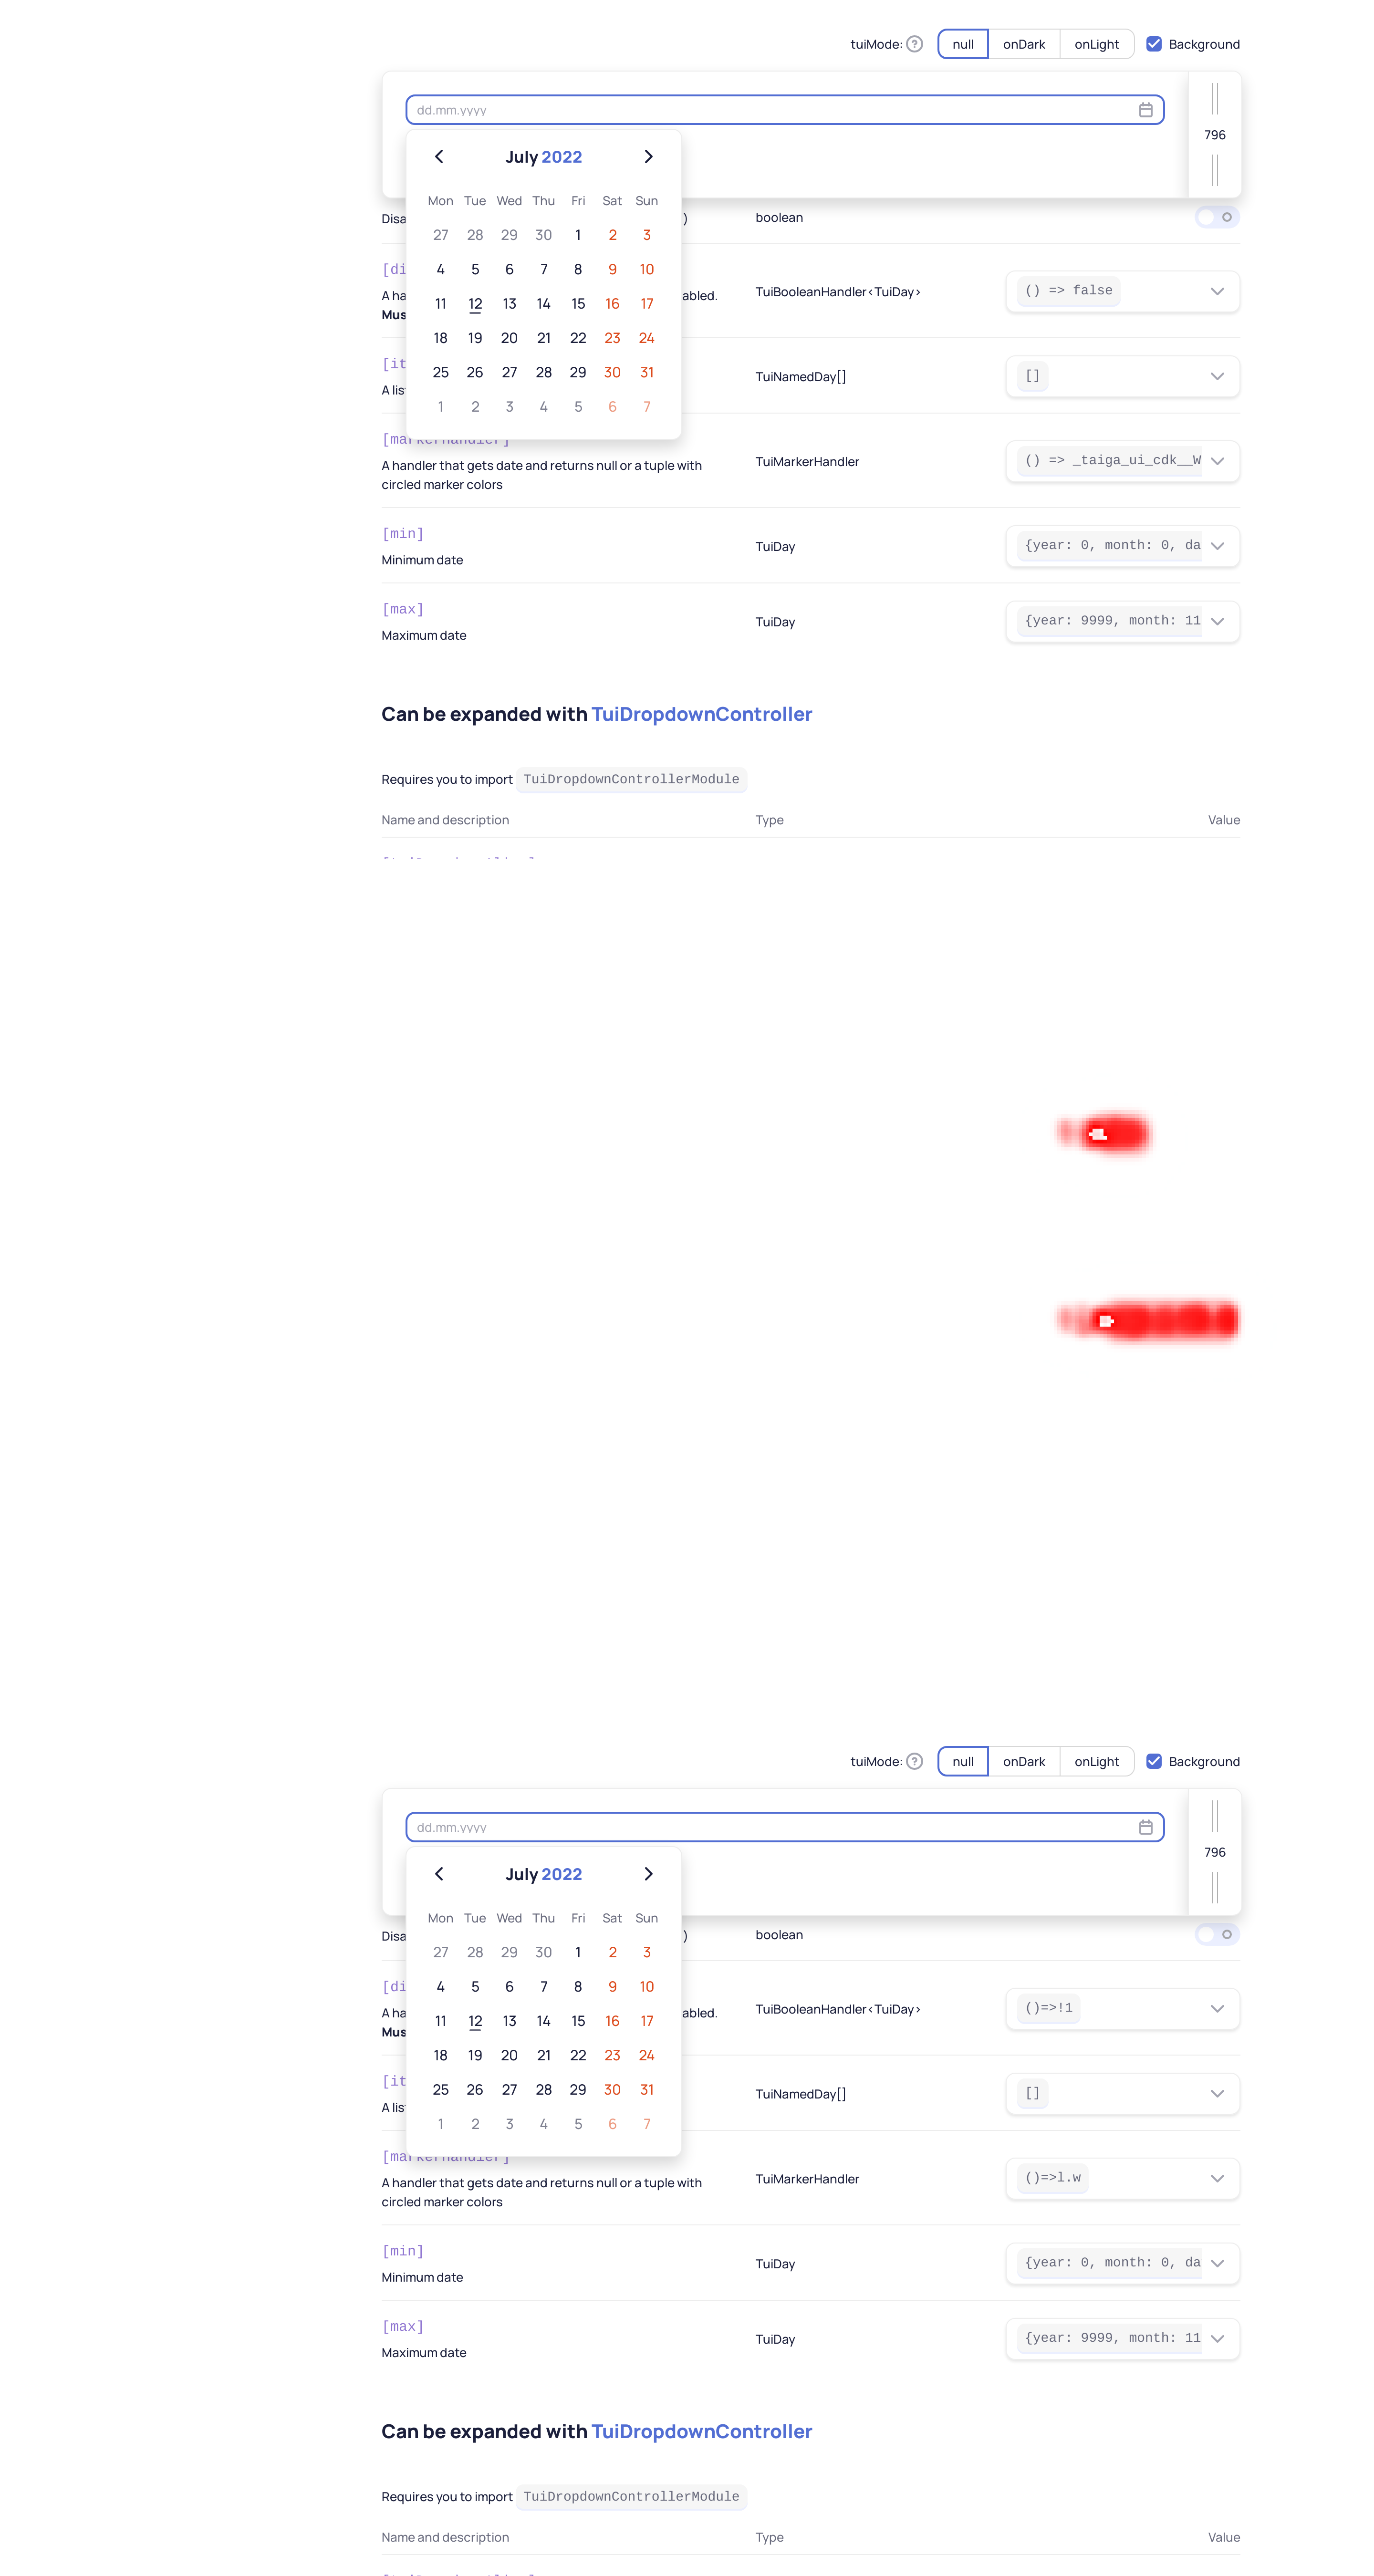 tuiMode: ? null onDark onLight Background
dd.mm.yyyy
796
July 2022
Mon Tue Wed Thu Fri Sat Sun
27 28 29 30 1 2 3
4 5 6 7 8 9 10
11 12 13 14 15 16 17
18 19 20 21 22 23 24
25 26 27 28 29 30 31
1 2 3 4 5 6 7
Disa ) boolean
[di
A ha abled. TuiBooleanHandler<TuiDay> () => false
Mus
[it
A lis TuiNamedDay[] []
[markerHandler]
A handler that gets date and returns null or a tuple with
circled marker colors
TuiMarkerHandler () => _taiga_ui_cdk__W
[min]
Minimum date
TuiDay {year: 0, month: 0, da
[max]
Maximum date
TuiDay {year: 9999, month: 11
Can be expanded with TuiDropdownController
Requires you to import TuiDropdownControllerModule
Name and description Type Value
tuiMode: ? null onDark onLight Background
dd.mm.yyyy
796
July 2022
Mon Tue Wed Thu Fri Sat Sun
27 28 29 30 1 2 3
4 5 6 7 8 9 10
11 12 13 14 15 16 17
18 19 20 21 22 23 24
25 26 27 28 29 30 31
1 2 3 4 5 6 7
Disa ) boolean
[di
A ha abled. TuiBooleanHandler<TuiDay> ()=>!1
Mus
[it
A lis TuiNamedDay[] []
[markerHandler]
A handler that gets date and returns null or a tuple with
circled marker colors
TuiMarkerHandler ()=>l.w
[min]
Minimum date
TuiDay {year: 0, month: 0, da
[max]
Maximum date
TuiDay {year: 9999, month: 11
Can be expanded with TuiDropdownController
Requires you to import TuiDropdownControllerModule
Name and description Type Value